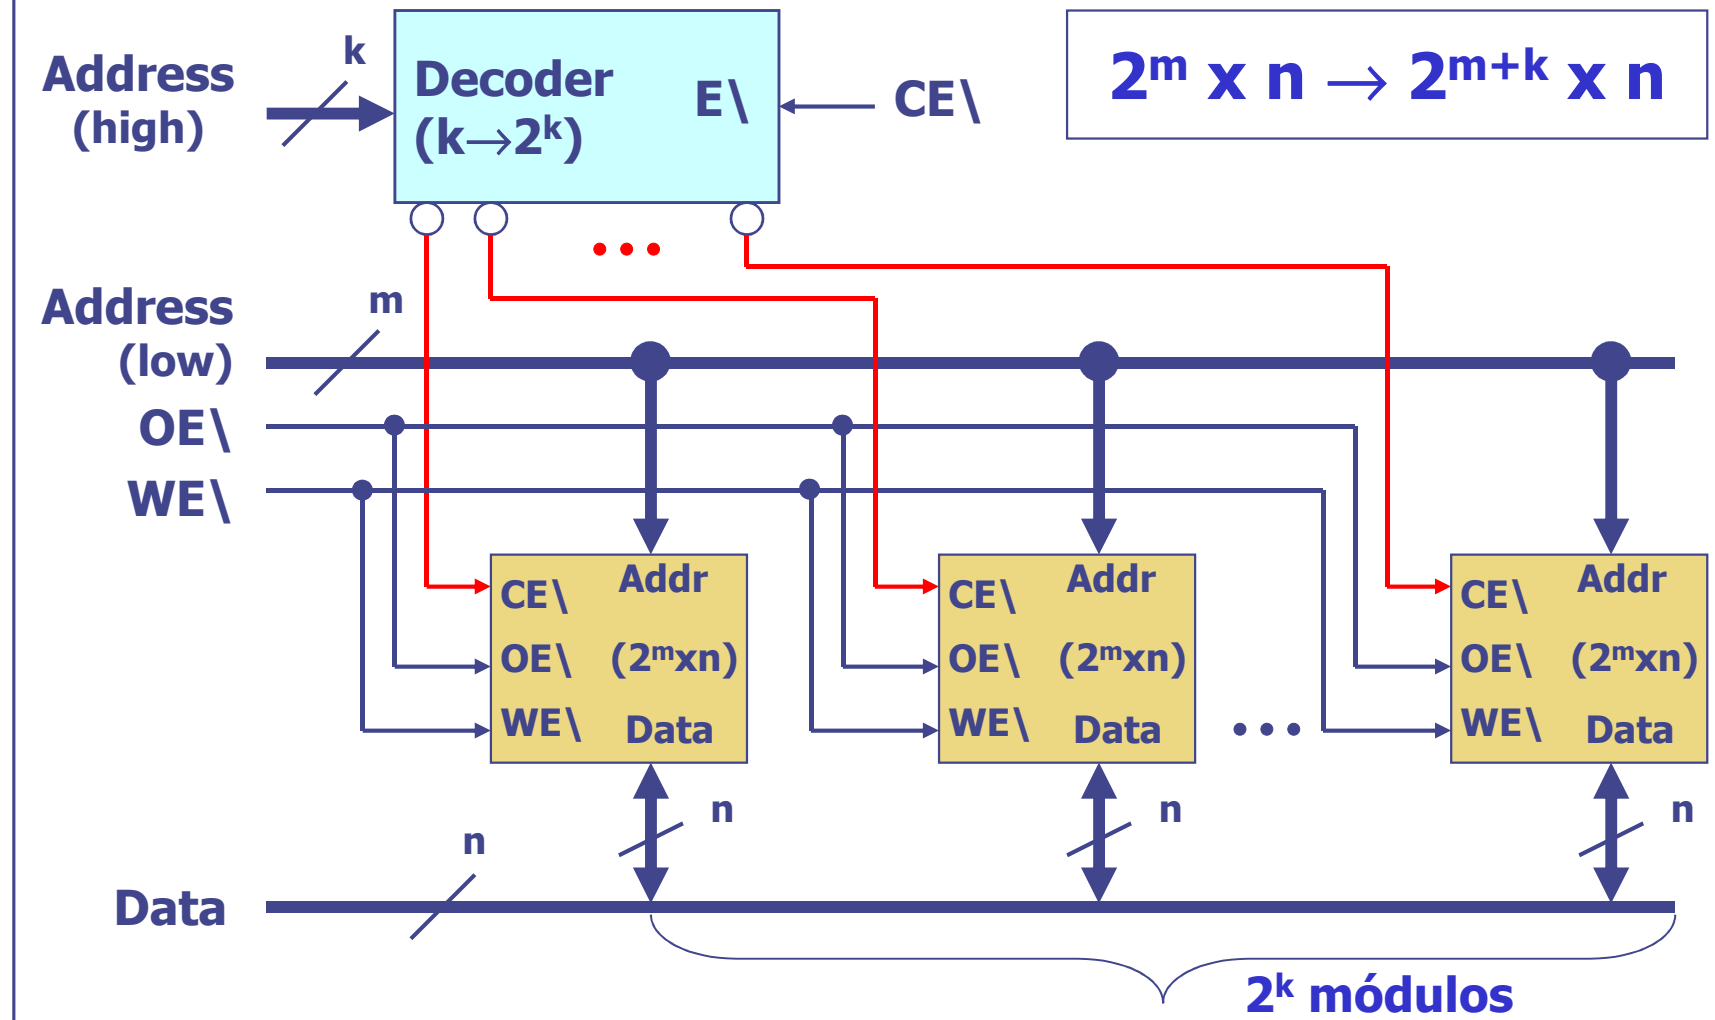 Address
(high)
k
Decoder
(k→2ᵏ)
E\
CE\
2ᵐ x n → 2ᵐ⁺ᵏ x n
• • •
Address
(low)
m
OE\
WE\
CE\ Addr
OE\ (2ᵐxn)
WE\ Data
CE\ Addr
OE\ (2ᵐxn)
WE\ Data
• • •
CE\ Addr
OE\ (2ᵐxn)
WE\ Data
n
n
n
n
Data
2ᵏ módulos